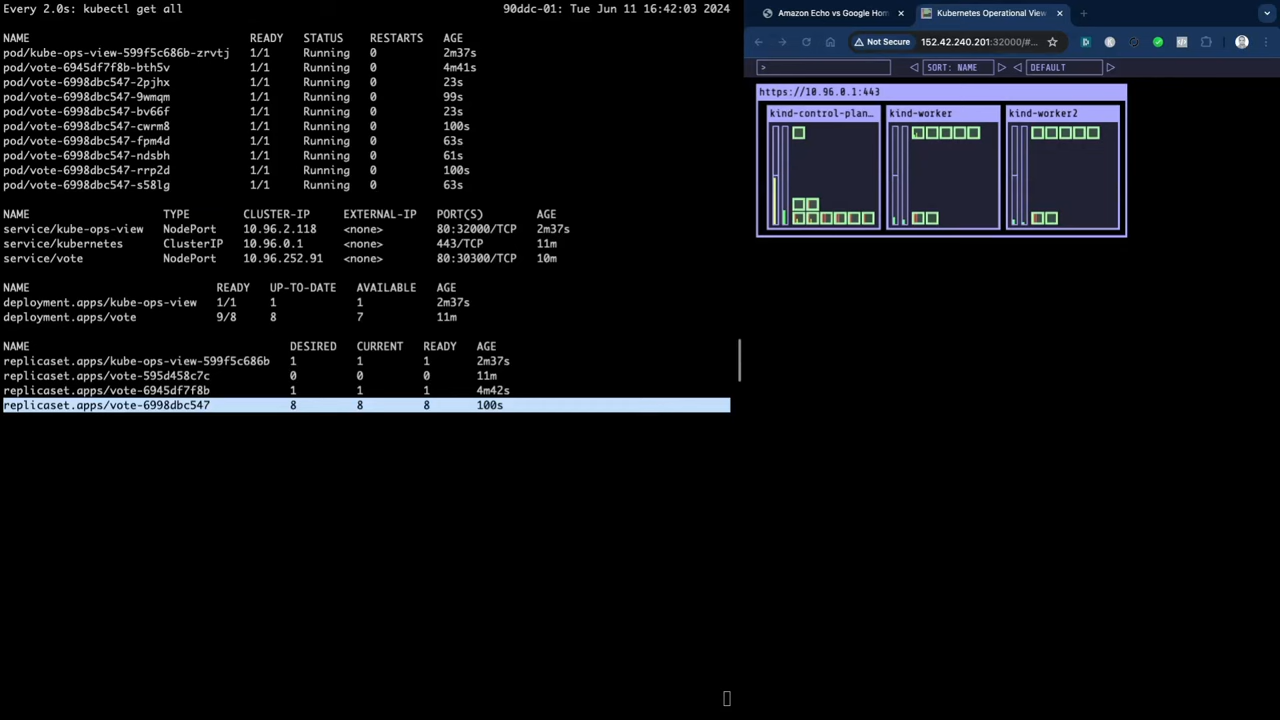 Every 2.0s: kubectl get all 90ddc-01: Tue Jun 11 16:42:03 2024
NAME READY STATUS RESTARTS AGE
pod/kube-ops-view-599f5c686b-zrvtj 1/1 Running 0 2m37s
pod/vote-6945df7f8b-bth5v 1/1 Running 0 4m41s
pod/vote-6998dbc547-2pjhx 1/1 Running 0 23s
pod/vote-6998dbc547-9wmqm 1/1 Running 0 99s
pod/vote-6998dbc547-bv66f 1/1 Running 0 23s
pod/vote-6998dbc547-cwrm8 1/1 Running 0 100s
pod/vote-6998dbc547-fpm4d 1/1 Running 0 63s
pod/vote-6998dbc547-ndsbh 1/1 Running 0 61s
pod/vote-6998dbc547-rrp2d 1/1 Running 0 100s
pod/vote-6998dbc547-s58lg 1/1 Running 0 63s
NAME TYPE CLUSTER-IP EXTERNAL-IP PORT(S) AGE
service/kube-ops-view NodePort 10.96.2.118 <none> 80:32000/TCP 2m37s
service/kubernetes ClusterIP 10.96.0.1 <none> 443/TCP 11m
service/vote NodePort 10.96.252.91 <none> 80:30300/TCP 10m
NAME READY UP-TO-DATE AVAILABLE AGE
deployment.apps/kube-ops-view 1/1 1 1 2m37s
deployment.apps/vote 9/8 8 7 11m
NAME DESIRED CURRENT READY AGE
replicaset.apps/kube-ops-view-599f5c686b 1 1 1 2m37s
replicaset.apps/vote-595d458c7c 0 0 0 11m
replicaset.apps/vote-6945df7f8b 1 1 1 4m42s
replicaset.apps/vote-6998dbc547 8 8 8 100s
Amazon Echo vs Google Hom
Kubernetes Operational View
Not Secure 152.42.240.201:32000/#...
> SORT: NAME DEFAULT
https://10.96.0.1:443
kind-control-plan… kind-worker kind-worker2